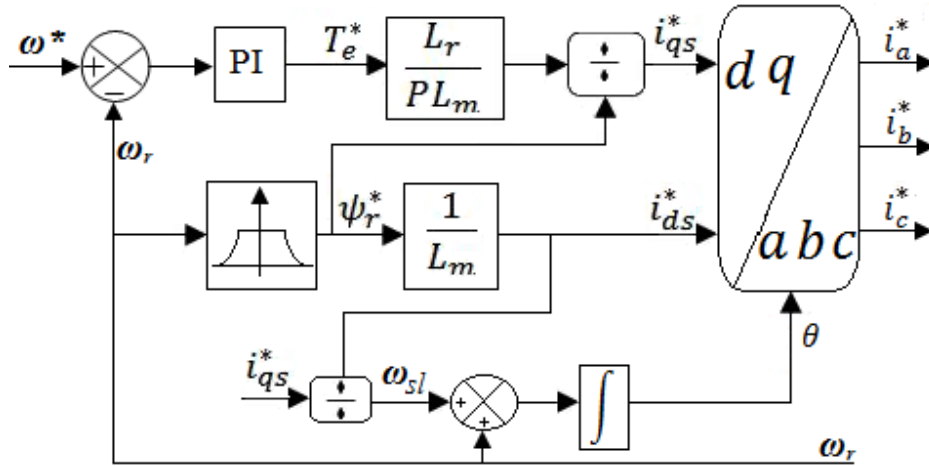 ω* + − PI T_e^* L_r / PL_m. ÷ i_qs^* d q i_a^*
i_b^*
ω_r
ψ_r^* 1 / L_m. i_ds^* a b c i_c^*
θ
i_qs^* ÷ ω_sl + + ∫
ω_r